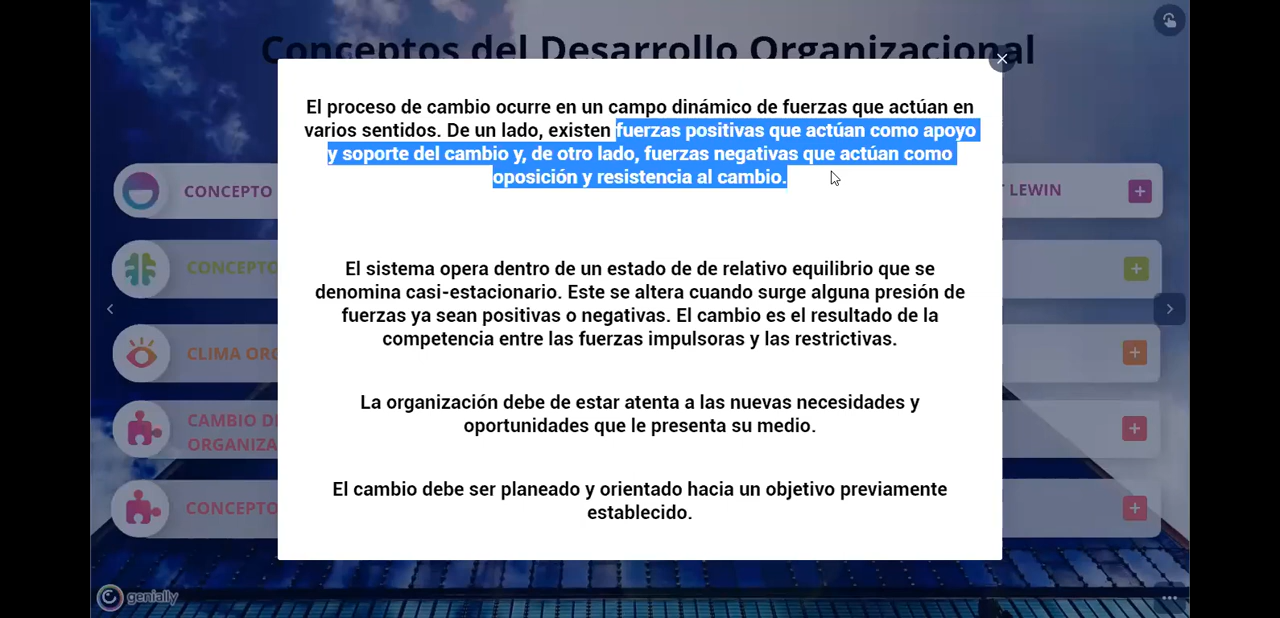 Conceptos del Desarrollo Organizacional
El proceso de cambio ocurre en un campo dinámico de fuerzas que actúan en
varios sentidos. De un lado, existen fuerzas positivas que actúan como apoyo
y soporte del cambio y, de otro lado, fuerzas negativas que actúan como
oposición y resistencia al cambio.
El sistema opera dentro de un estado de de relativo equilibrio que se
denomina casi-estacionario. Este se altera cuando surge alguna presión de
fuerzas ya sean positivas o negativas. El cambio es el resultado de la
competencia entre las fuerzas impulsoras y las restrictivas.
La organización debe de estar atenta a las nuevas necesidades y
oportunidades que le presenta su medio.
El cambio debe ser planeado y orientado hacia un objetivo previamente
establecido.
CONCEPTO
LEWIN
CONCEPTO
CLIMA
CAMBIO
CONCEPTO
genially